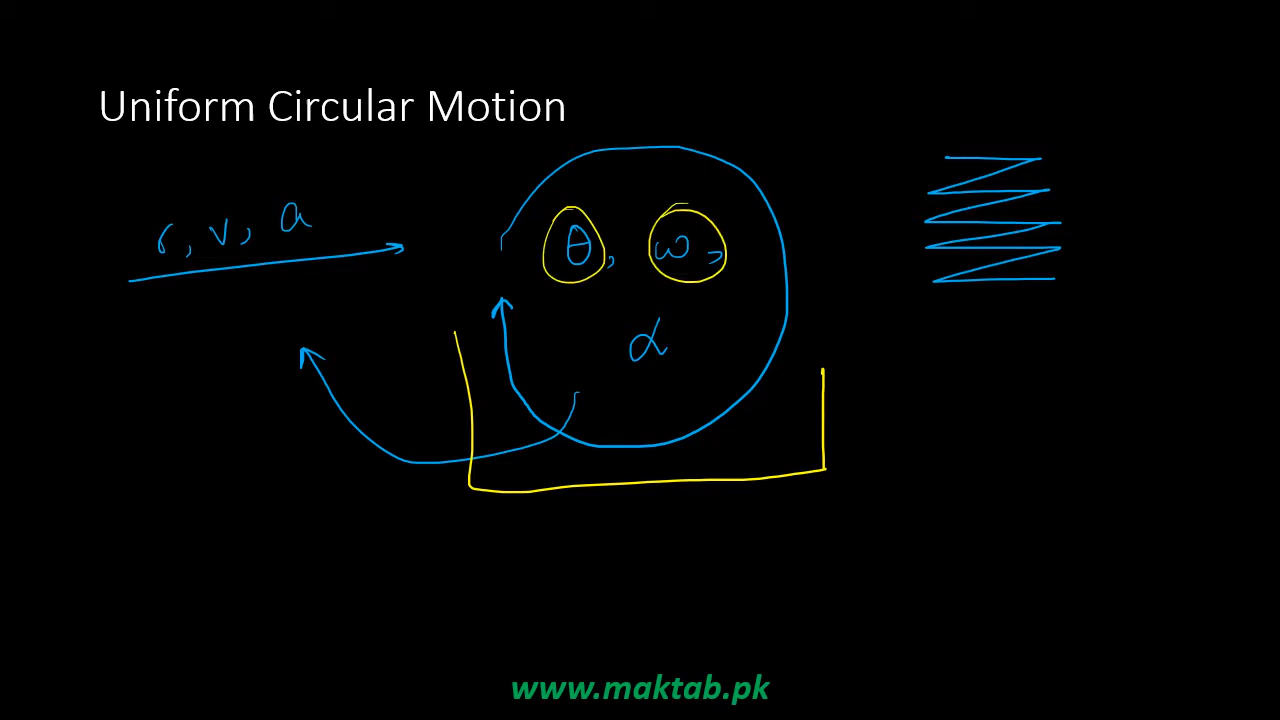 Uniform Circular Motion
r, v, a
θ, ω,
α
www.maktab.pk